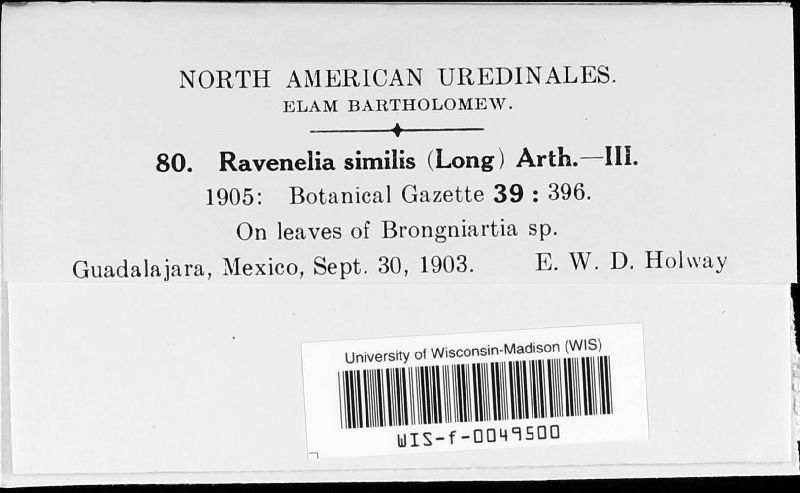 NORTH AMERICAN UREDINALES.
ELAM BARTHOLOMEW.
80. Ravenelia similis (Long) Arth.—III.
1905: Botanical Gazette 39 : 396.
On leaves of Brongniartia sp.
Guadalajara, Mexico, Sept. 30, 1903. E. W. D. Holway
University of Wisconsin-Madison (WIS)
WIS-f-0049500